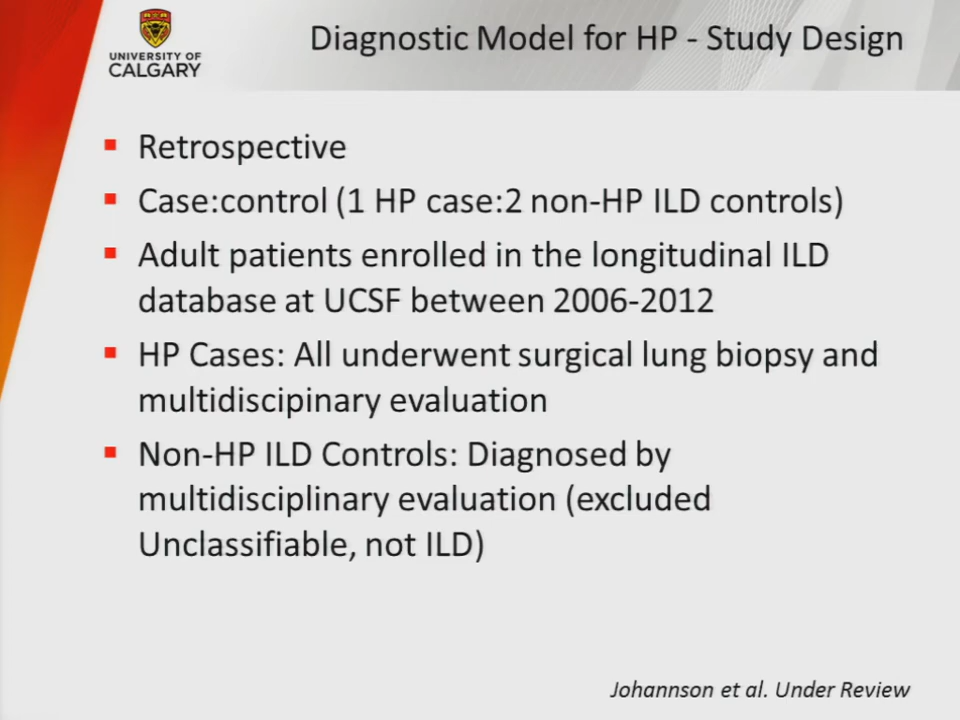 UNIVERSITY OF
CALGARY
Diagnostic Model for HP - Study Design
Retrospective
Case:control (1 HP case:2 non-HP ILD controls)
Adult patients enrolled in the longitudinal ILD
database at UCSF between 2006-2012
HP Cases: All underwent surgical lung biopsy and
multidiscipinary evaluation
Non-HP ILD Controls: Diagnosed by
multidisciplinary evaluation (excluded
Unclassifiable, not ILD)
Johannson et al. Under Review